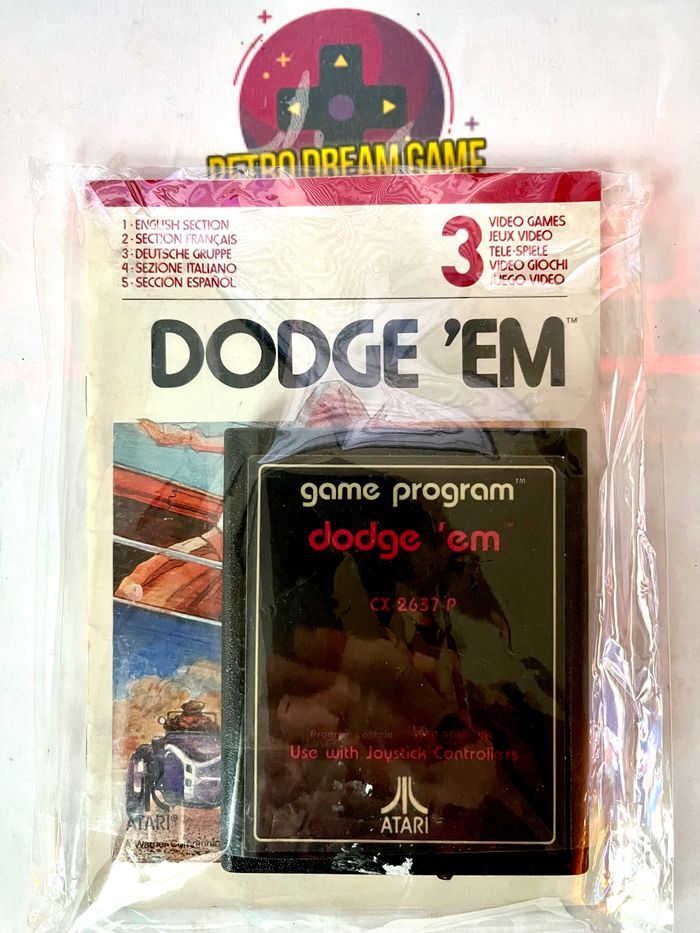 RETRO DREAM GAME
1 · ENGLISH SECTION
2 · SECTION FRANÇAIS
3 · DEUTSCHE GRUPPE
4 · SEZIONE ITALIANO
5 · SECCION ESPAÑOL
3
VIDEO GAMES
JEUX VIDEO
TELE-SPIELE
VIDEO GIOCHI
JUEGO VIDEO
DODGE 'EM™
game program™
dodge 'em™
CX-2637-P
Program contents
Use with Joystick Controllers
ATARI
ATARI®